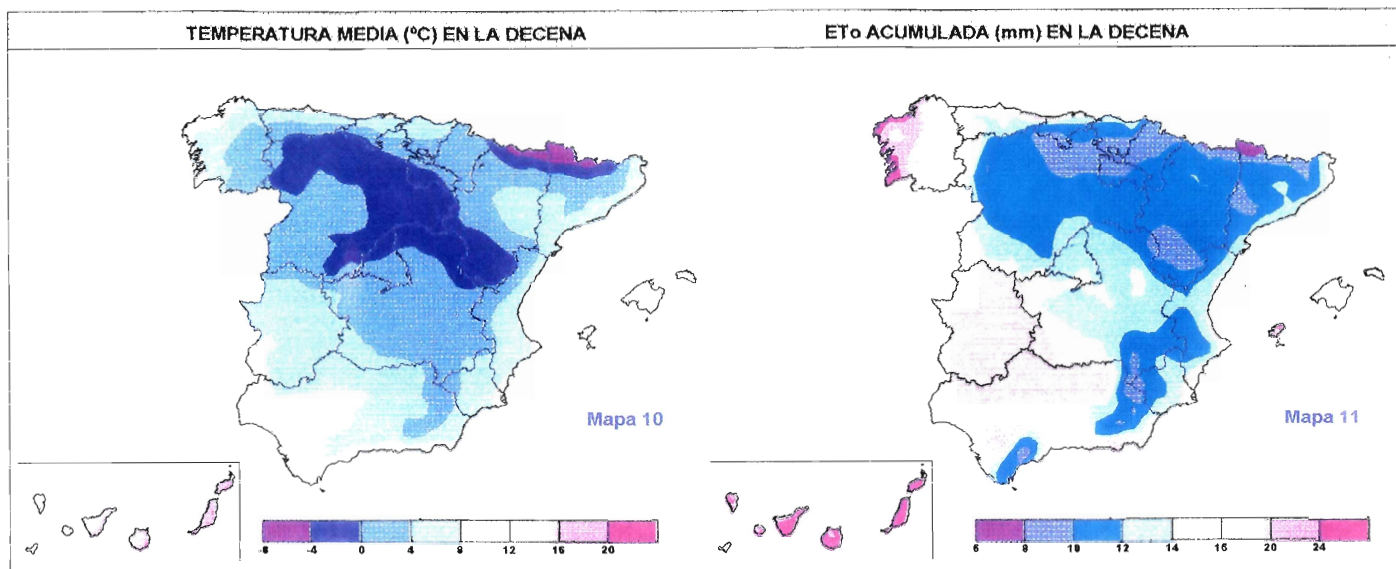 TEMPERATURA MEDIA (ºC) EN LA DECENA
ETo ACUMULADA (mm) EN LA DECENA
Mapa 10
Mapa 11
-8 -4 0 4 8 12 16 20
6 8 10 12 14 16 20 24